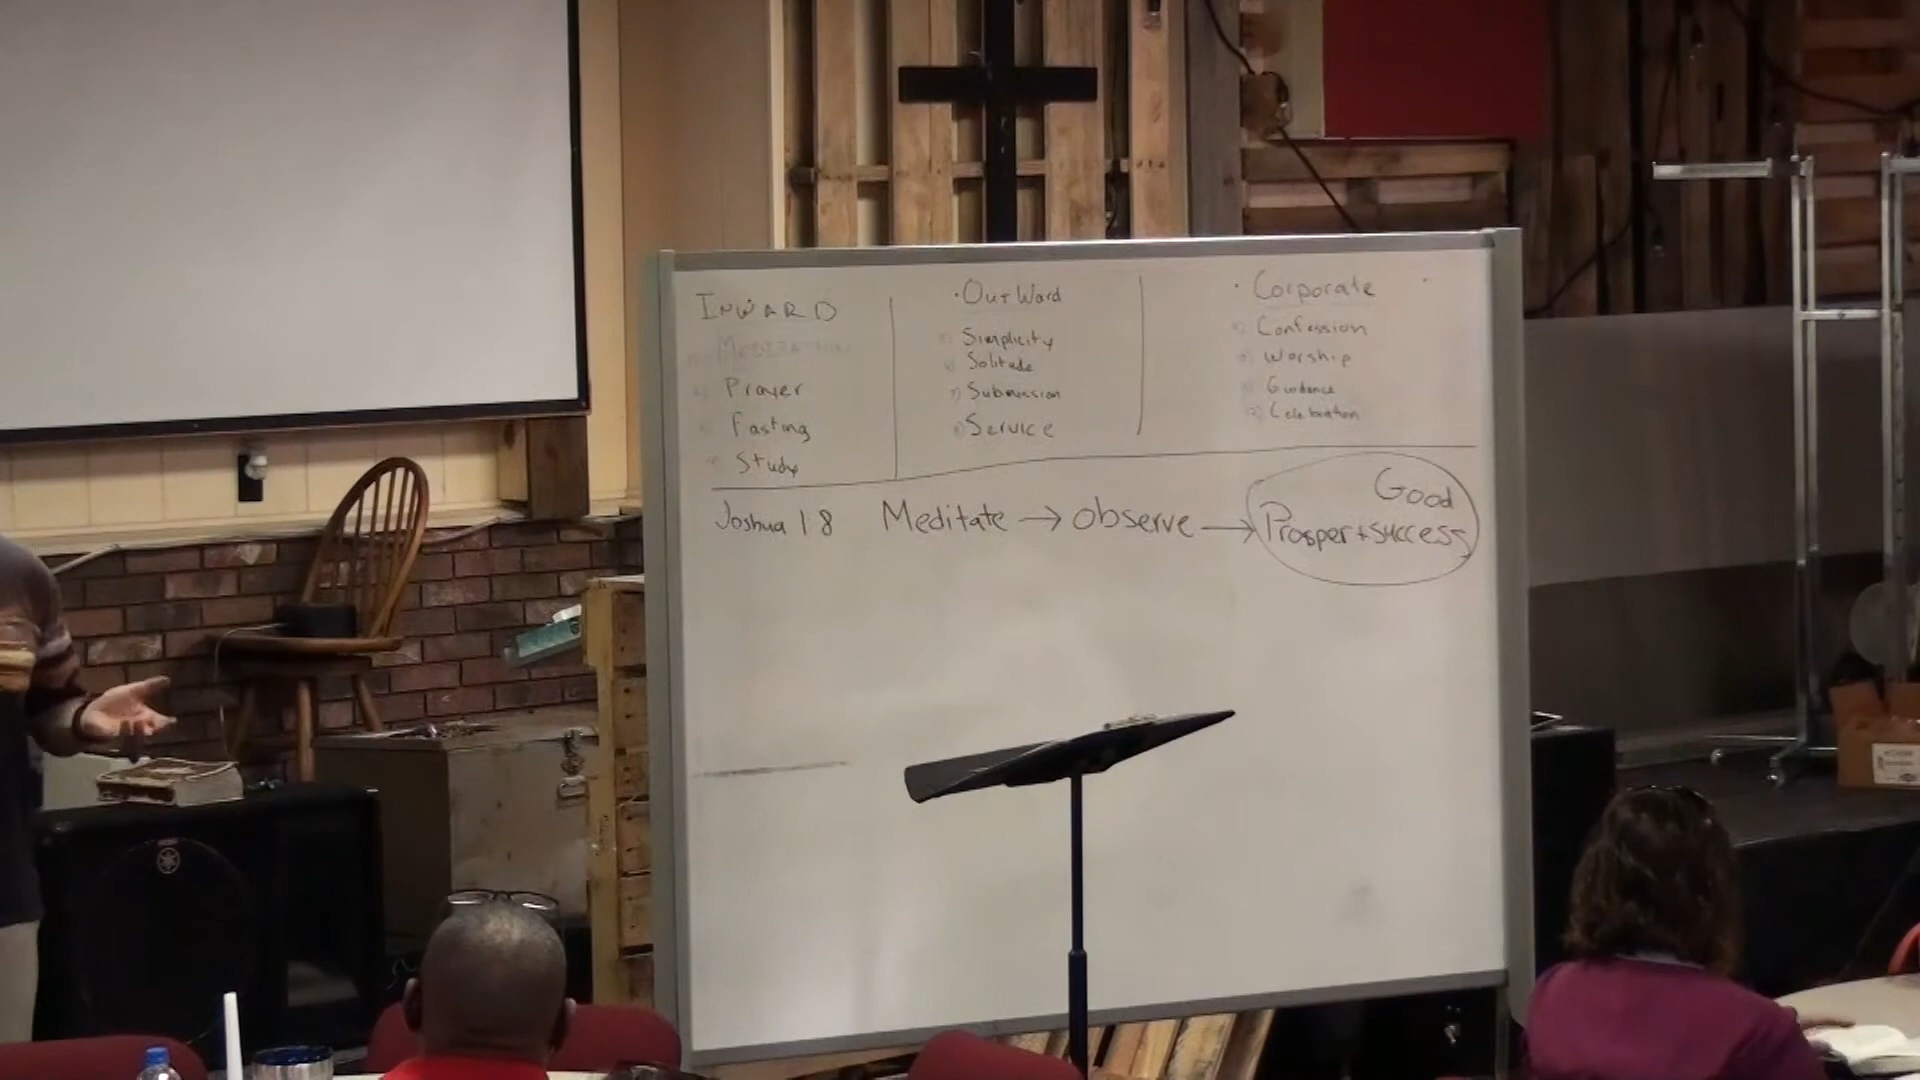 INWARD
MEDITATION
Prayer
Fasting
Study
• OutWard
Simplicity
Solitude
Submission
Service
• Corporate
Confession
Worship
Guidance
Celebration
Joshua 1 8 Meditate → observe → Good
Prosper + success